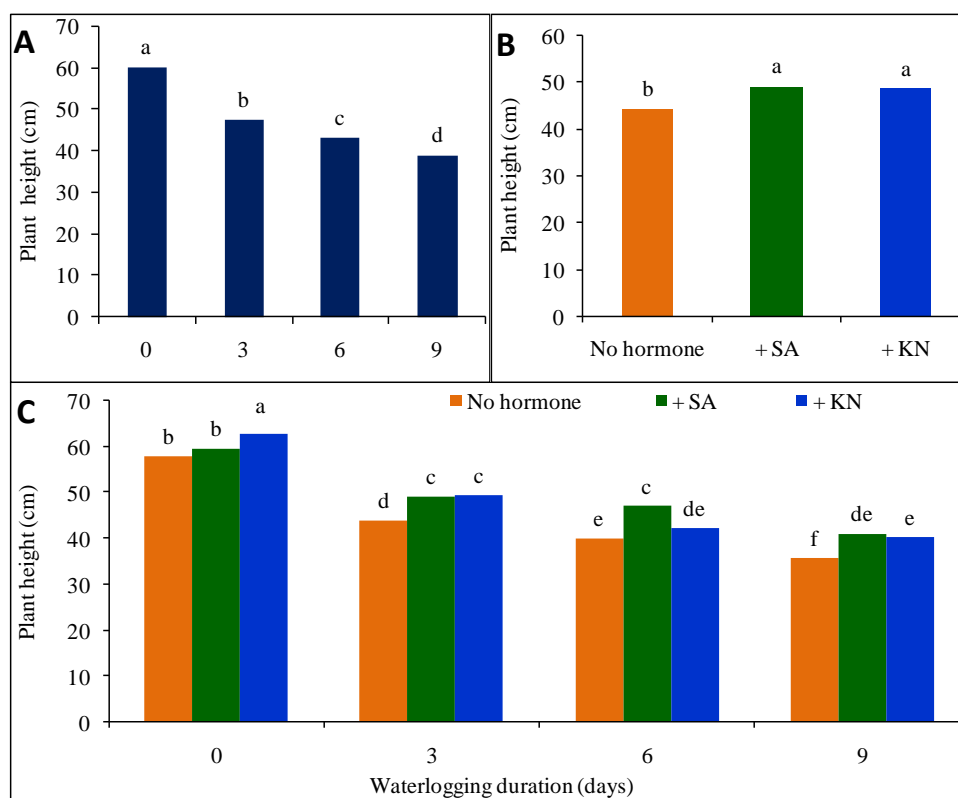 A
Plant height (cm)
70
60
50
40
30
20
10
0
a
b
c
d
0 3 6 9
B
Plant height (cm)
60
50
40
30
20
10
0
b
a
a
No hormone + SA + KN
C
No hormone + SA + KN
Plant height (cm)
70
60
50
40
30
20
10
0
b b a
d c c
e c de
f de e
0 3 6 9
Waterlogging duration (days)